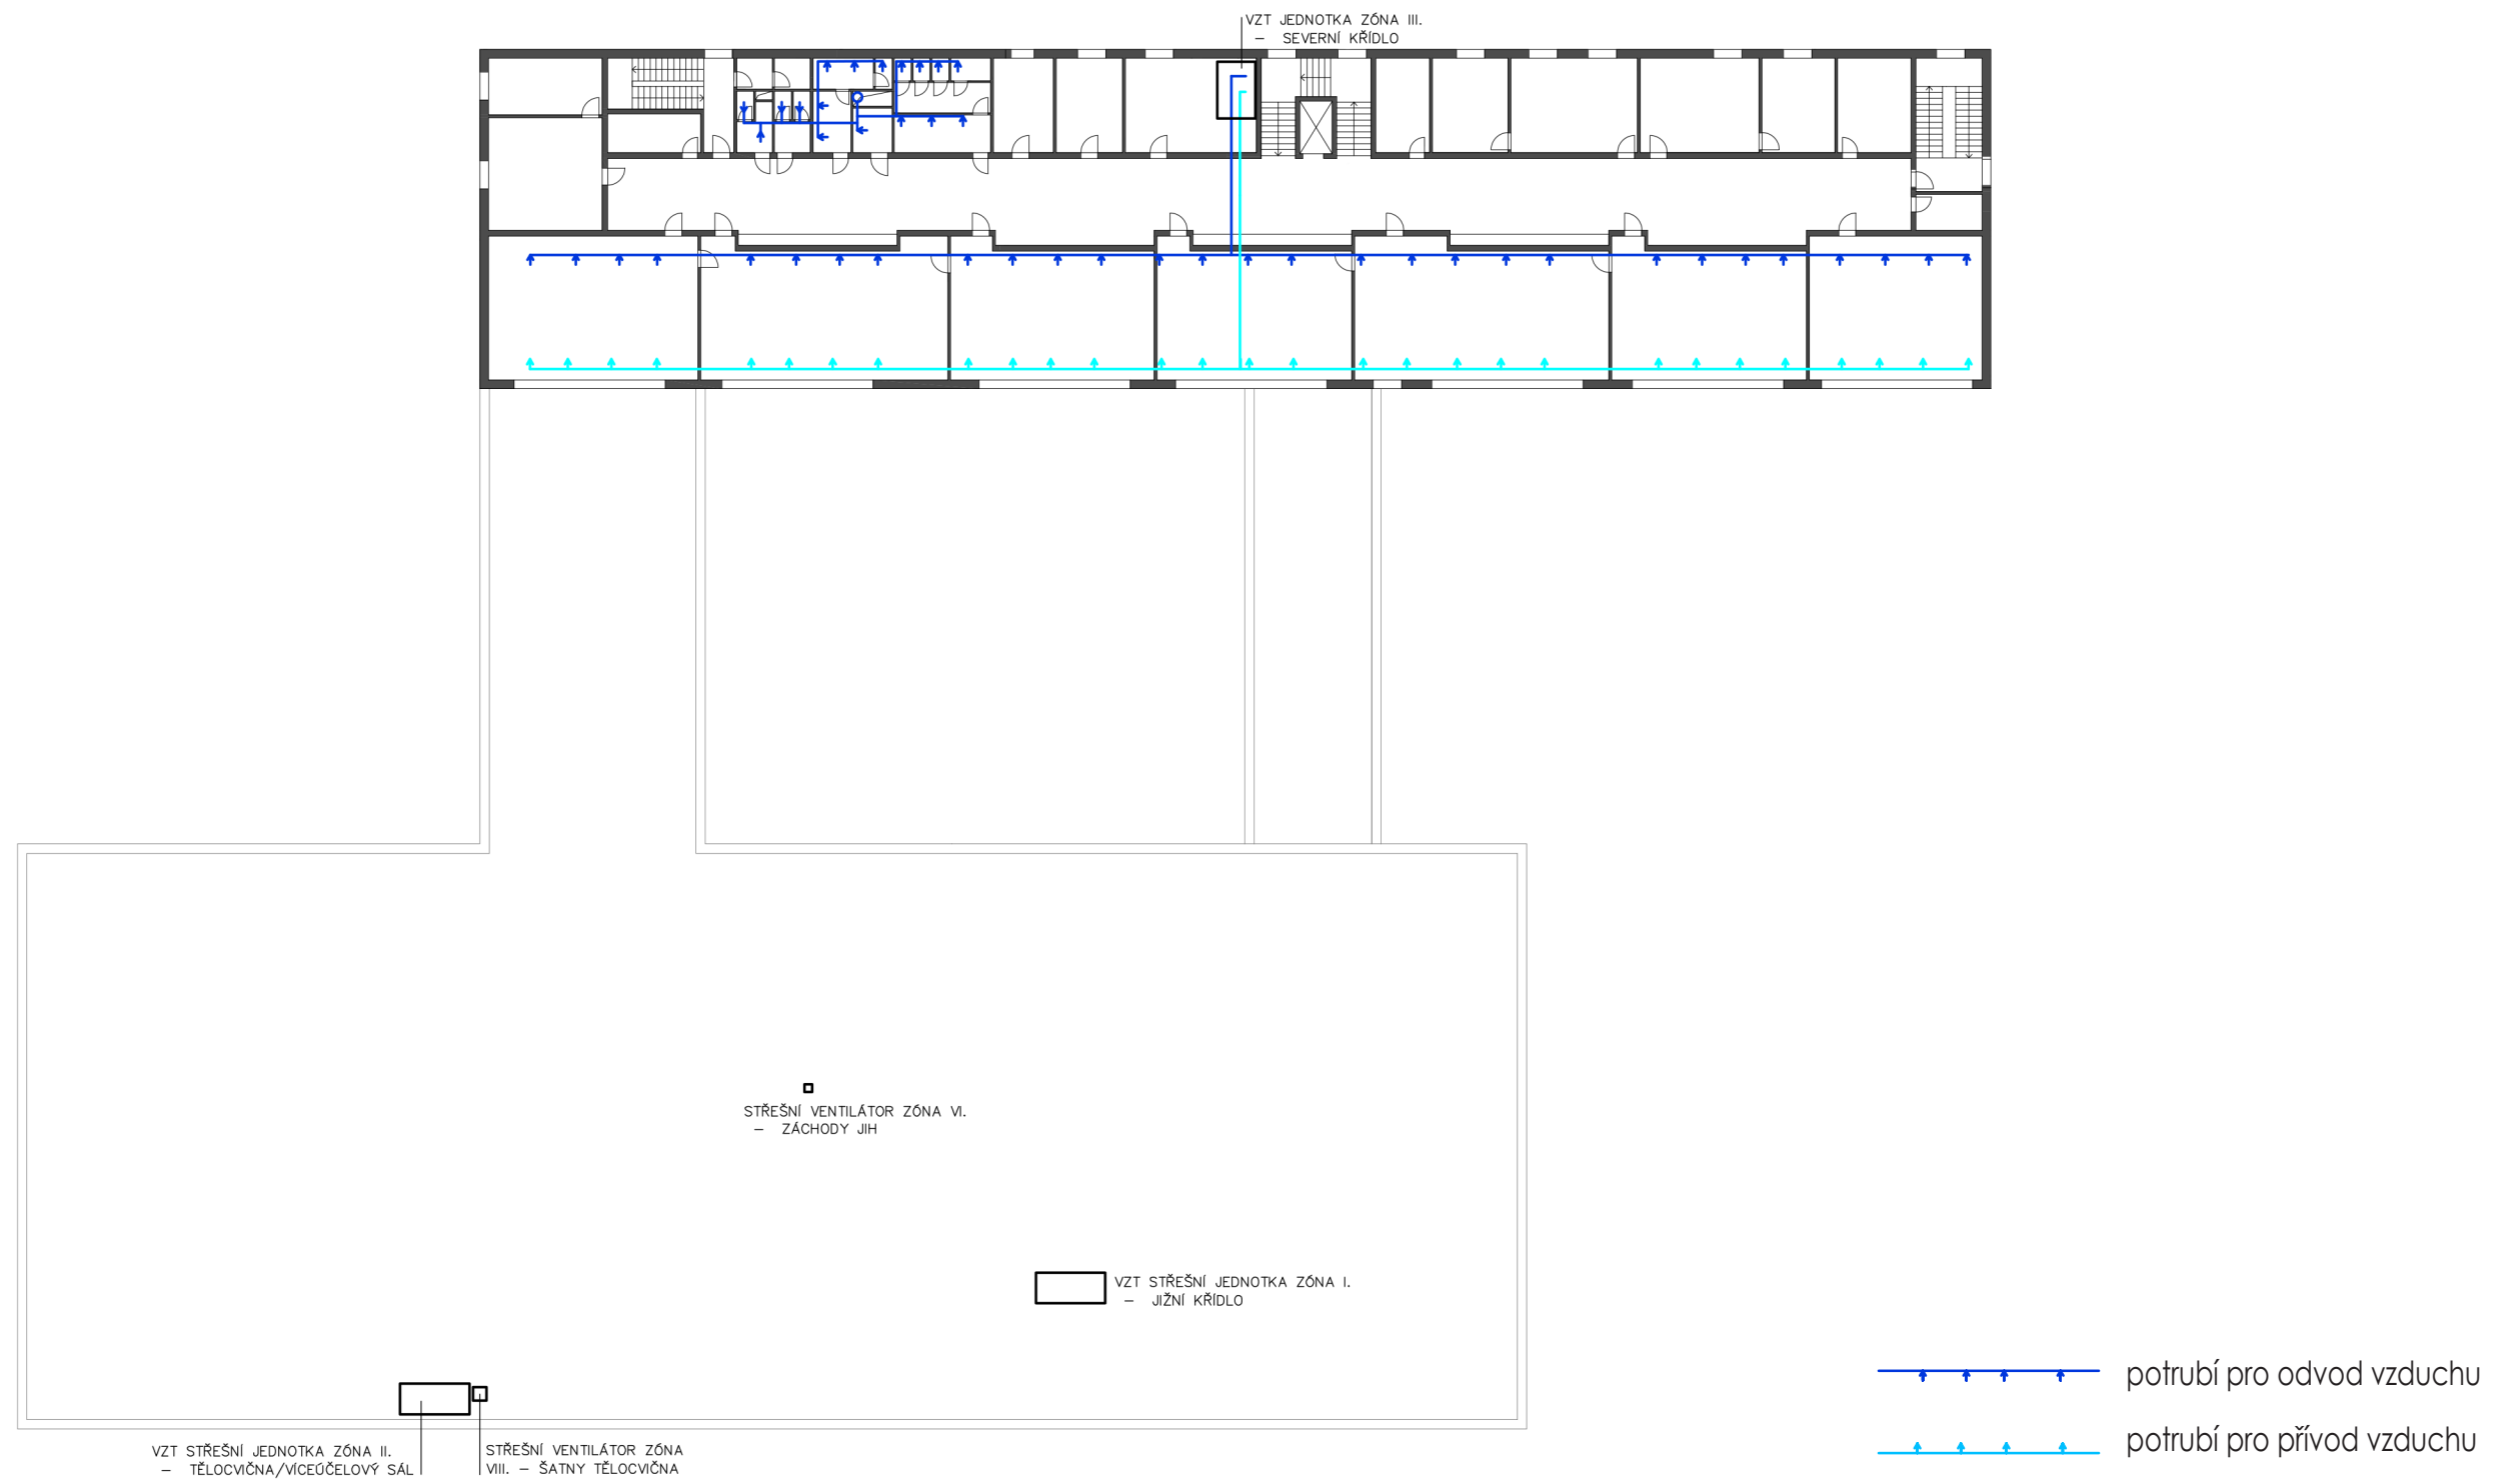 VZT JEDNOTKA ZÓNA III.
– SEVERNÍ KŘÍDLO
STŘEŠNÍ VENTILÁTOR ZÓNA VI.
– ZÁCHODY JIH
VZT STŘEŠNÍ JEDNOTKA ZÓNA I.
– JIŽNÍ KŘÍDLO
VZT STŘEŠNÍ JEDNOTKA ZÓNA II.
– TĚLOCVIČNA/VÍCEÚČELOVÝ SÁL
STŘEŠNÍ VENTILÁTOR ZÓNA
VIII. – ŠATNY TĚLOCVIČNA
potrubí pro odvod vzduchu
potrubí pro přívod vzduchu